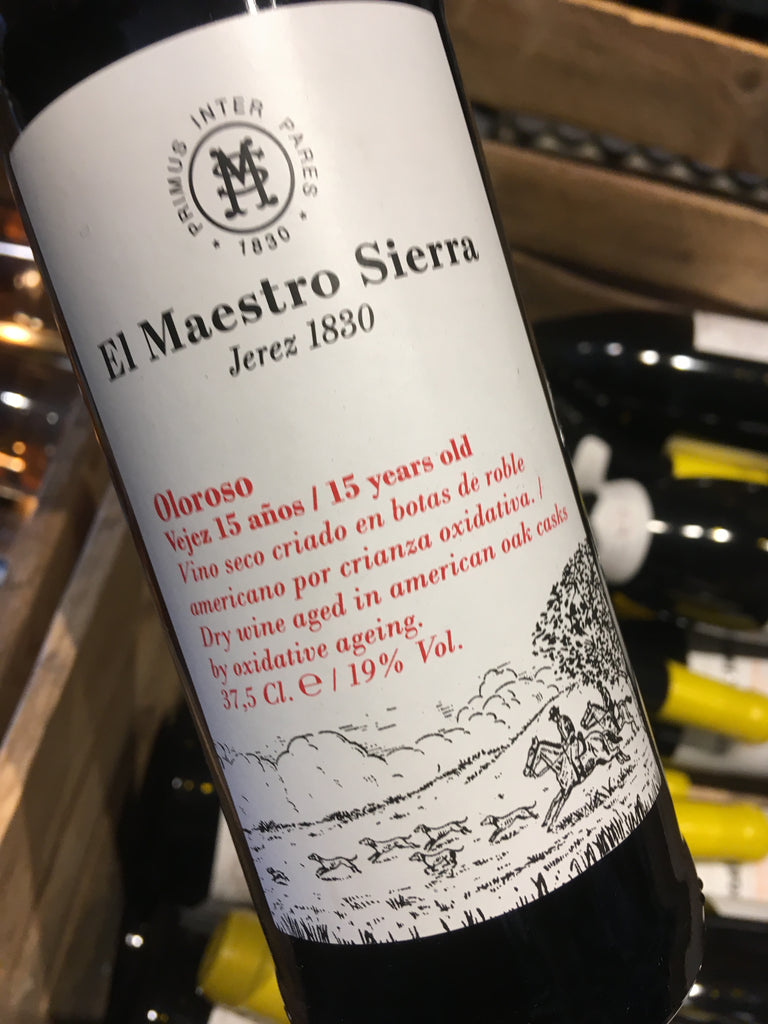 PRIMUS INTER PARES
MS
* 1830 *
El Maestro Sierra
Jerez 1830
Oloroso
Vejez 15 años / 15 years old
Vino seco criado en botas de roble
americano por crianza oxidativa. /
Dry wine aged in american oak casks
by oxidative ageing.
37,5 Cl. ℮ / 19% Vol.